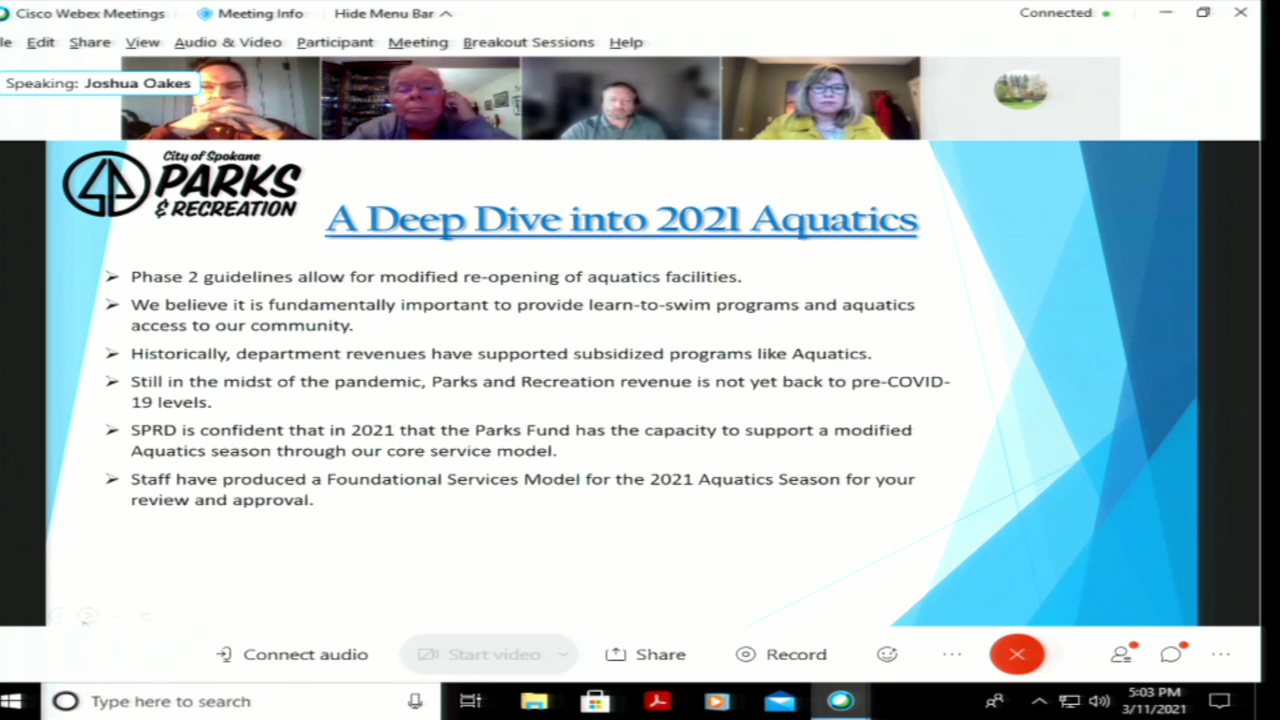 Cisco Webex Meetings Meeting Info Hide Menu Bar Connected
le Edit Share View Audio & Video Participant Meeting Breakout Sessions Help
Speaking: Joshua Oakes
City of Spokane
PARKS
& RECREATION
A Deep Dive into 2021 Aquatics
Phase 2 guidelines allow for modified re-opening of aquatics facilities.
We believe it is fundamentally important to provide learn-to-swim programs and aquatics
access to our community.
Historically, department revenues have supported subsidized programs like Aquatics.
Still in the midst of the pandemic, Parks and Recreation revenue is not yet back to pre-COVID-
19 levels.
SPRD is confident that in 2021 that the Parks Fund has the capacity to support a modified
Aquatics season through our core service model.
Staff have produced a Foundational Services Model for the 2021 Aquatics Season for your
review and approval.
Connect audio Start video Share Record
Type here to search
5:03 PM
3/11/2021